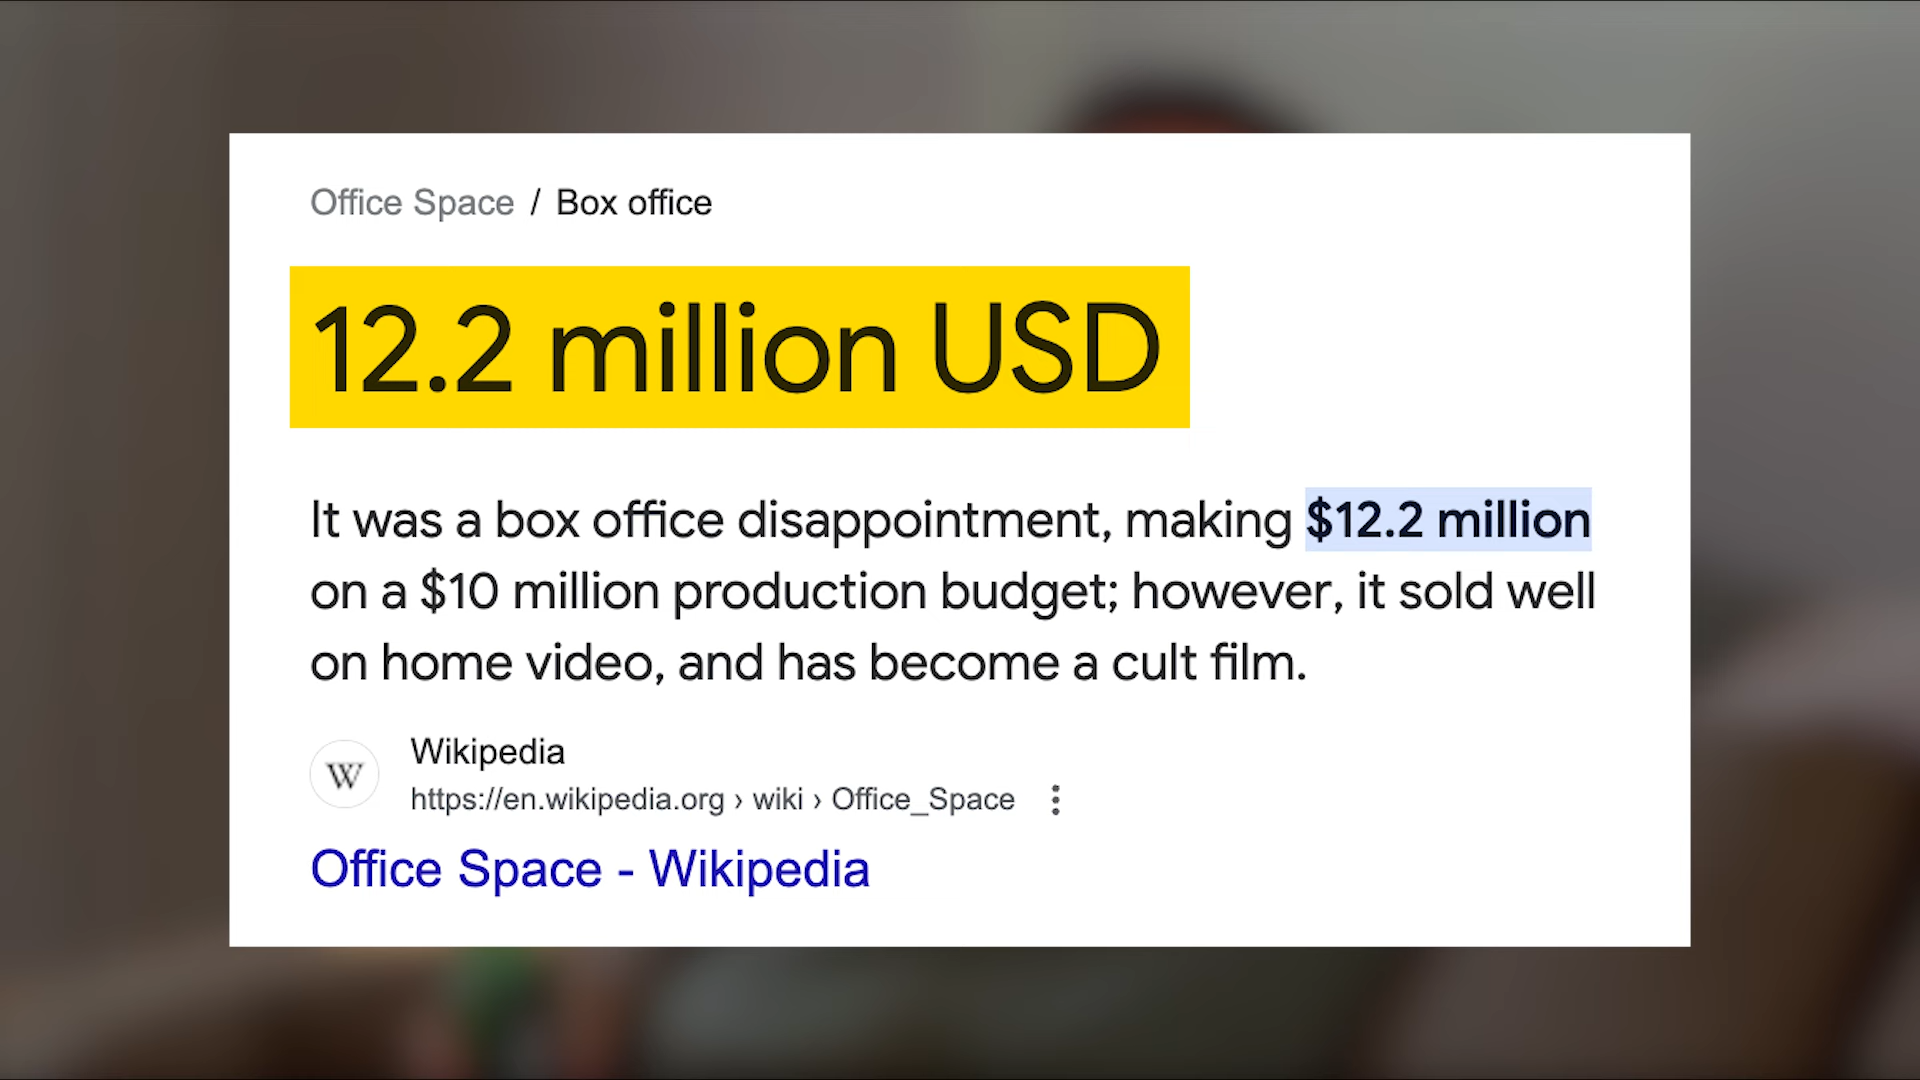 Office Space / Box office
12.2 million USD
It was a box office disappointment, making $12.2 million
on a $10 million production budget; however, it sold well
on home video, and has become a cult film.
W
Wikipedia
https://en.wikipedia.org › wiki › Office_Space
Office Space - Wikipedia